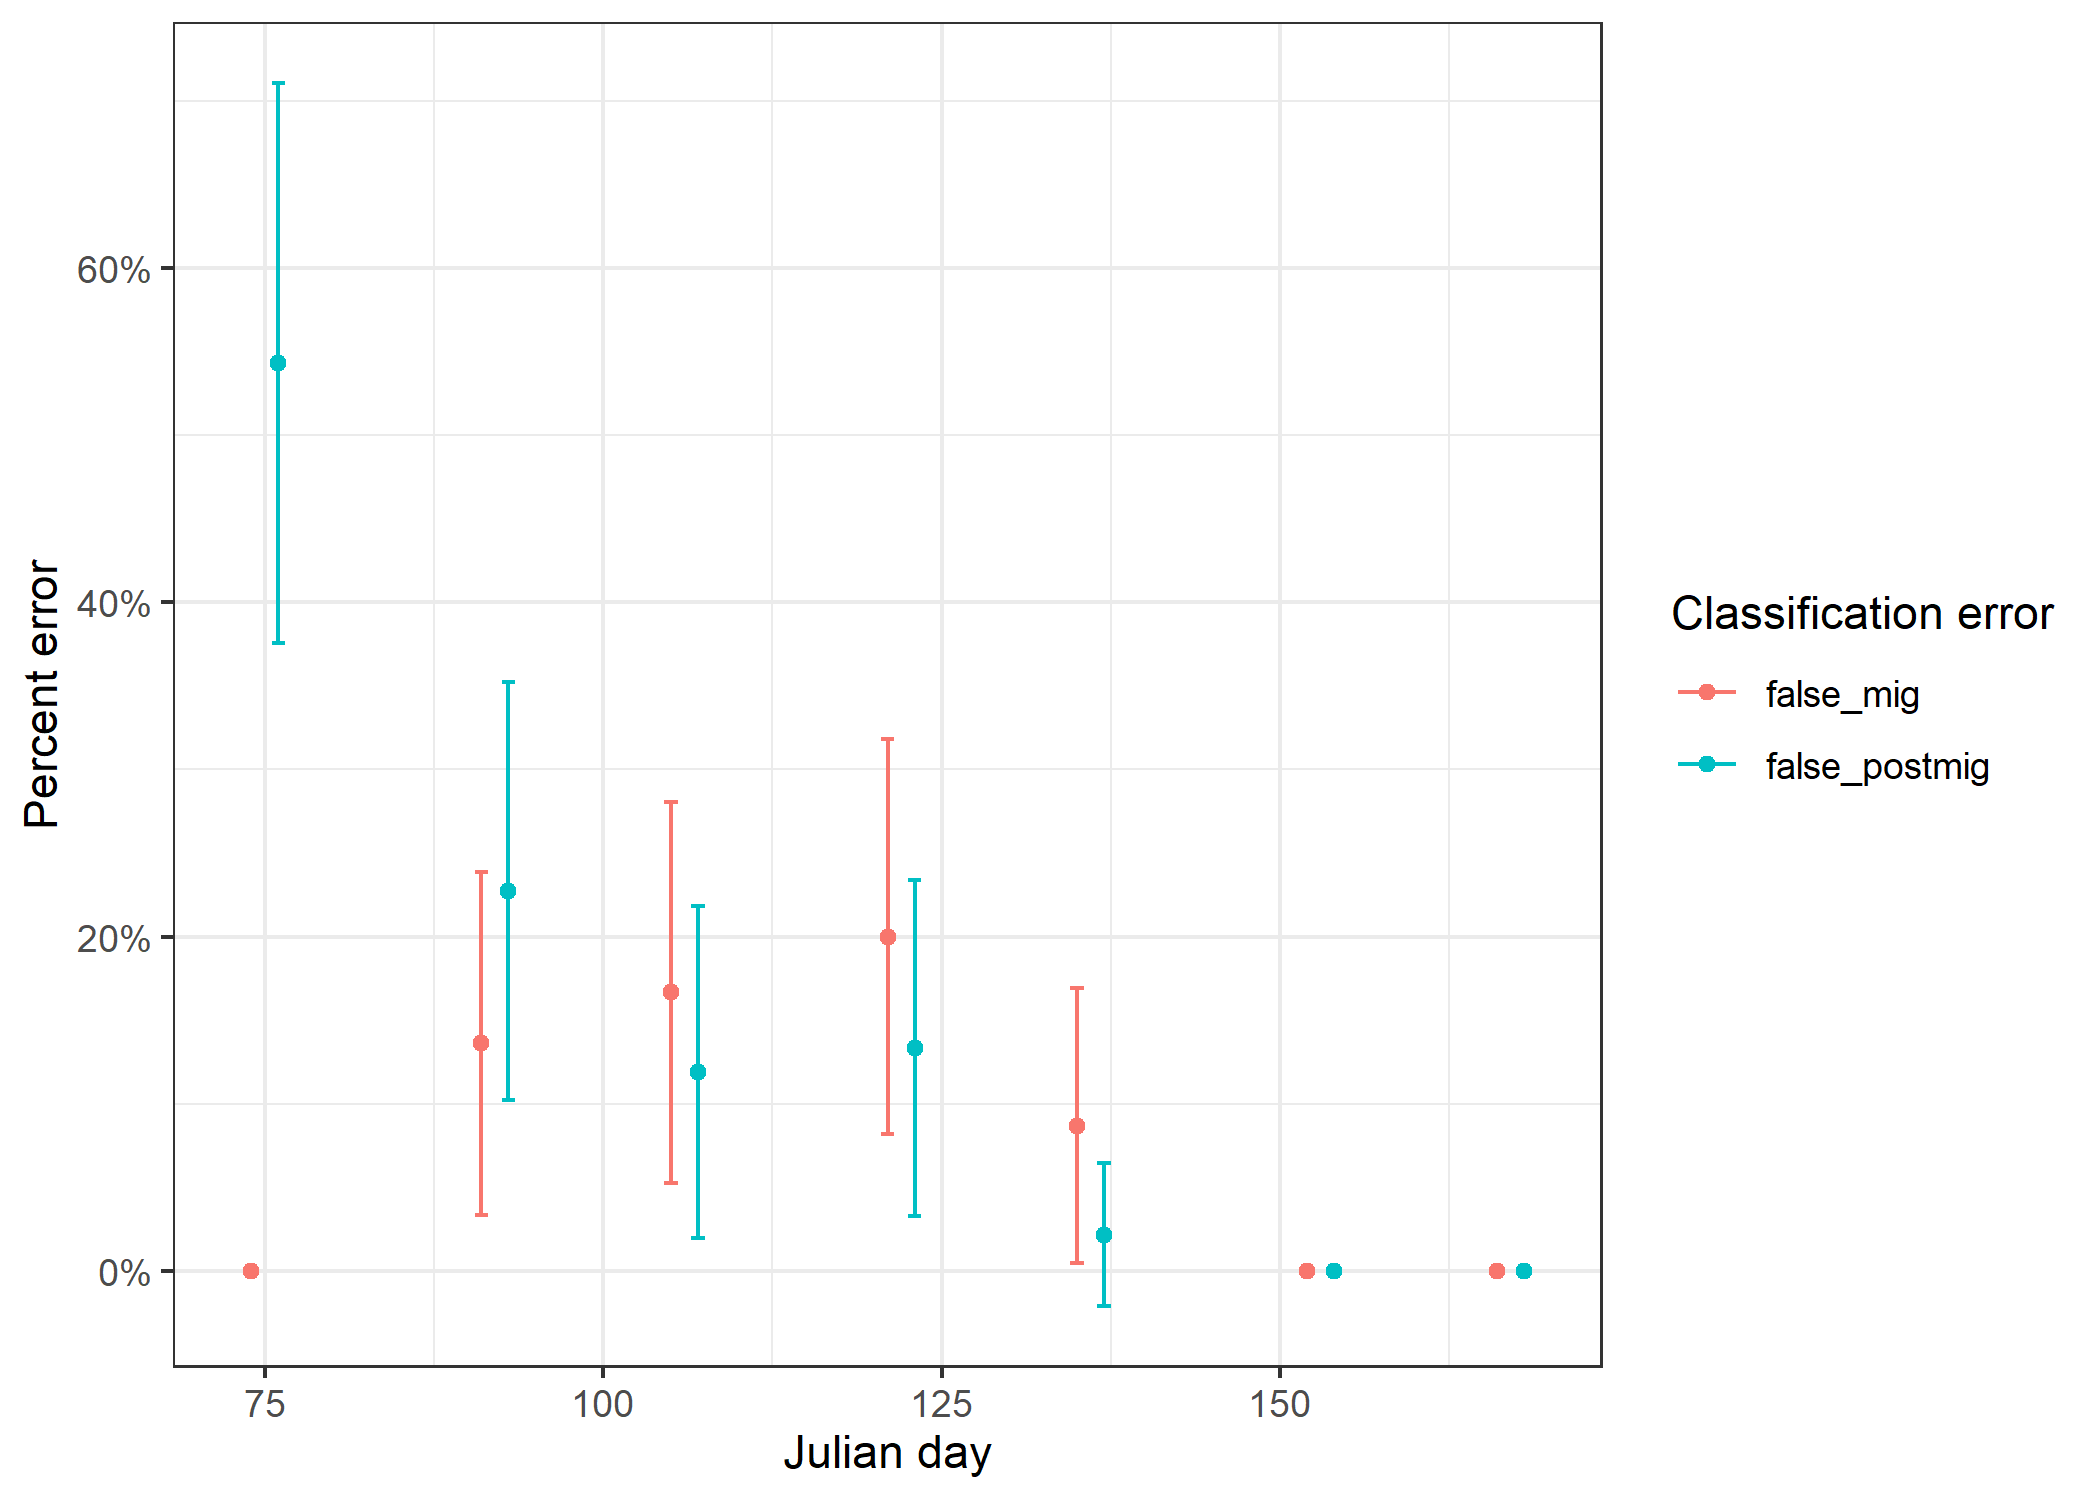 60%
40%
20%
0%
75
100
125
150
Julian day
Percent error
Classification error
false_mig
false_postmig